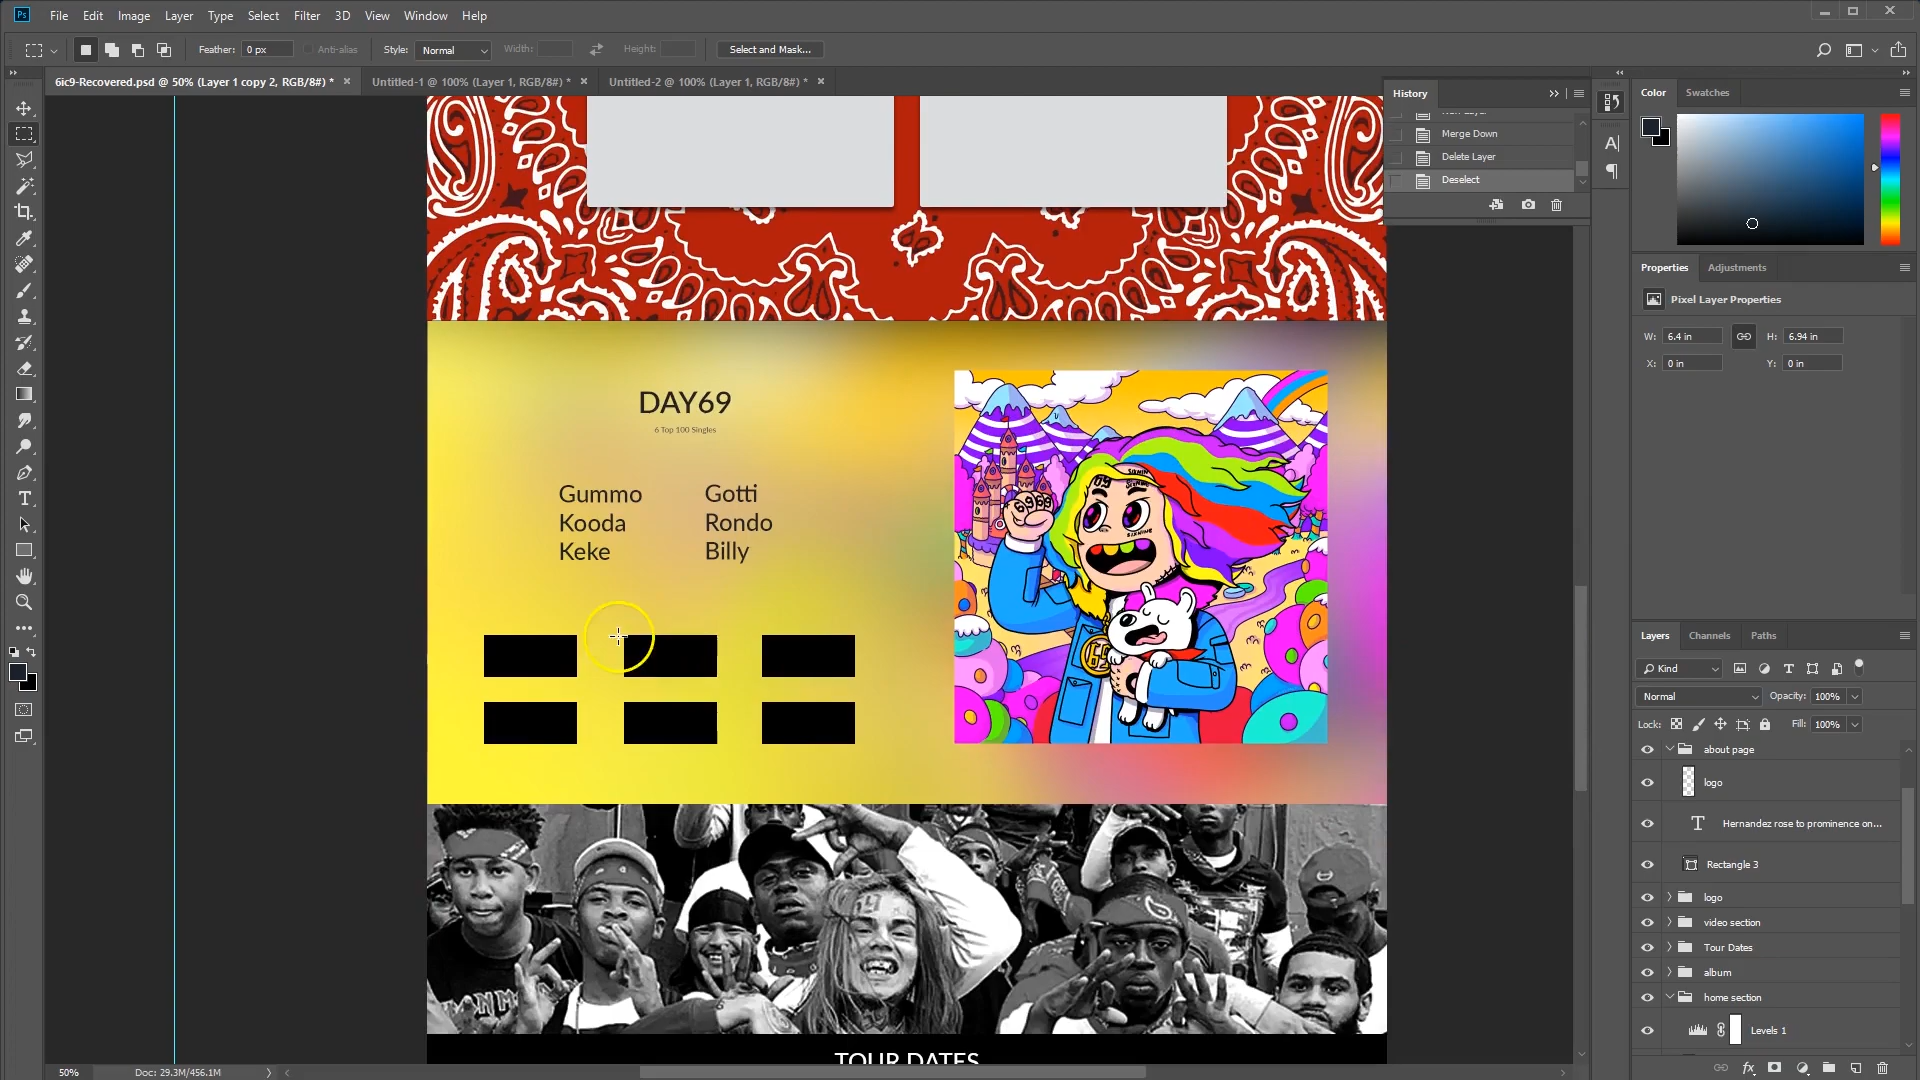 Ps File Edit Image Layer Type Select Filter 3D View Window Help
Feather: 0 px Anti-alias Style: Normal Width: Height: Select and Mask...
6ic9-Recovered.psd @ 50% (Layer 1 copy 2, RGB/8#) * × Untitled-1 @ 100% (Layer 1, RGB/8#) * × Untitled-2 @ 100% (Layer 1, RGB/8#) * ×
History
Merge Down
Delete Layer
Deselect
Color Swatches
Properties Adjustments
Pixel Layer Properties
W: 6.4 in H: 6.94 in
X: 0 in Y: 0 in
DAY69
6 Top 100 Singles
Gummo
Kooda
Keke
Gotti
Rondo
Billy
TOUR DATES
Layers Channels Paths
Kind
Normal Opacity: 100%
Lock: Fill: 100%
about page
logo
Hernandez rose to prominence on...
Rectangle 3
logo
video section
Tour Dates
album
home section
Levels 1
50% Doc: 29.3M/456.1M